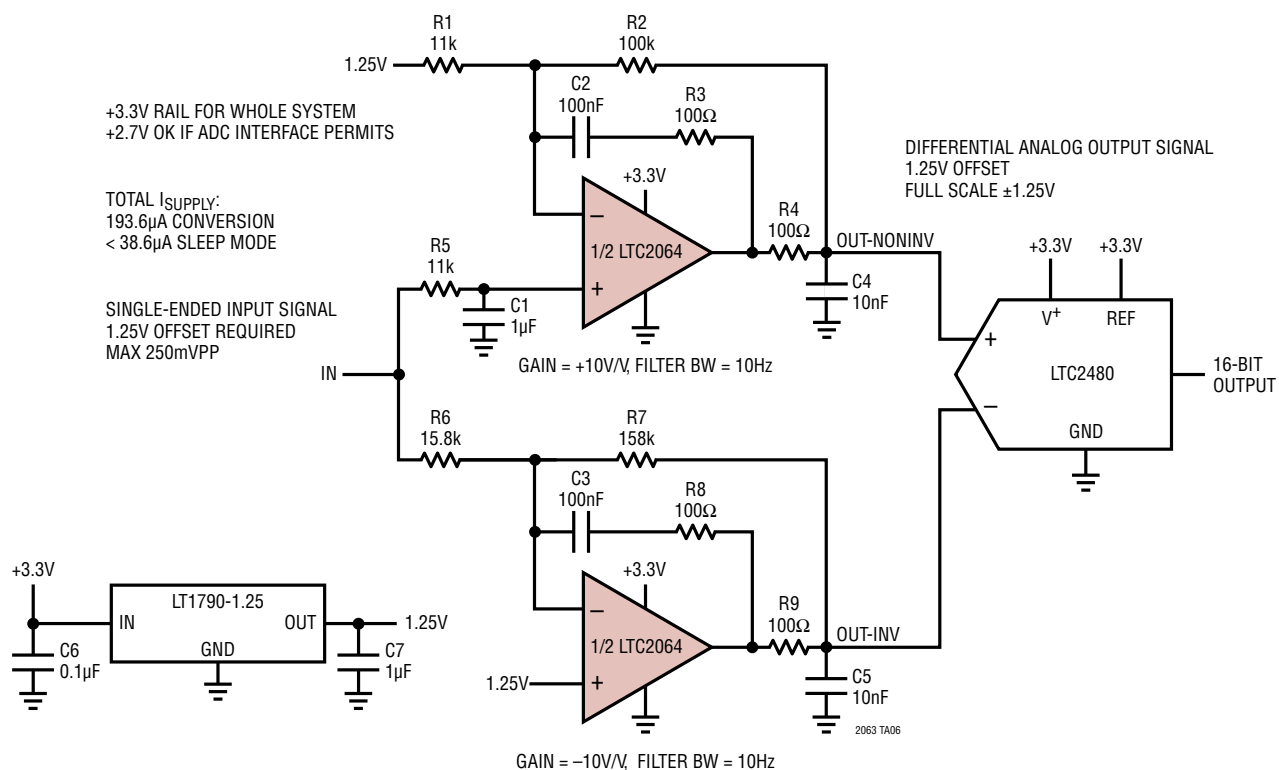 R1
11k
R2
100k
1.25V
C2
100nF
R3
100Ω
+3.3V RAIL FOR WHOLE SYSTEM
+2.7V OK IF ADC INTERFACE PERMITS
DIFFERENTIAL ANALOG OUTPUT SIGNAL
1.25V OFFSET
FULL SCALE ±1.25V
+3.3V
TOTAL ISUPPLY:
193.6µA CONVERSION
< 38.6µA SLEEP MODE
–
1/2 LTC2064
+
R4
100Ω
OUT-NONINV
R5
11k
C1
1µF
C4
10nF
+3.3V
+3.3V
V+
REF
SINGLE-ENDED INPUT SIGNAL
1.25V OFFSET REQUIRED
MAX 250mVPP
GAIN = +10V/V, FILTER BW = 10Hz
+
LTC2480
–
GND
16-BIT
OUTPUT
IN
R6
15.8k
R7
158k
C3
100nF
R8
100Ω
+3.3V
–
1/2 LTC2064
+
R9
100Ω
OUT-INV
1.25V
C5
10nF
2063 TA06
+3.3V
LT1790-1.25
IN
OUT
GND
1.25V
C6
0.1µF
C7
1µF
GAIN = –10V/V, FILTER BW = 10Hz